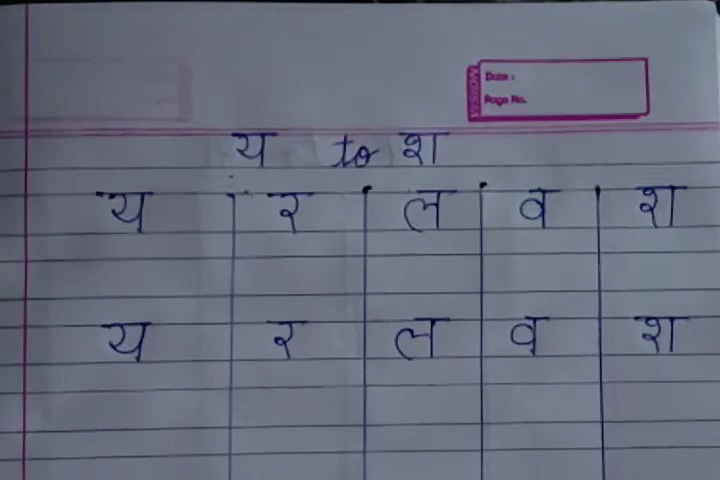 Date :
Page No.
य to श
य र ल व श
य र ल व श